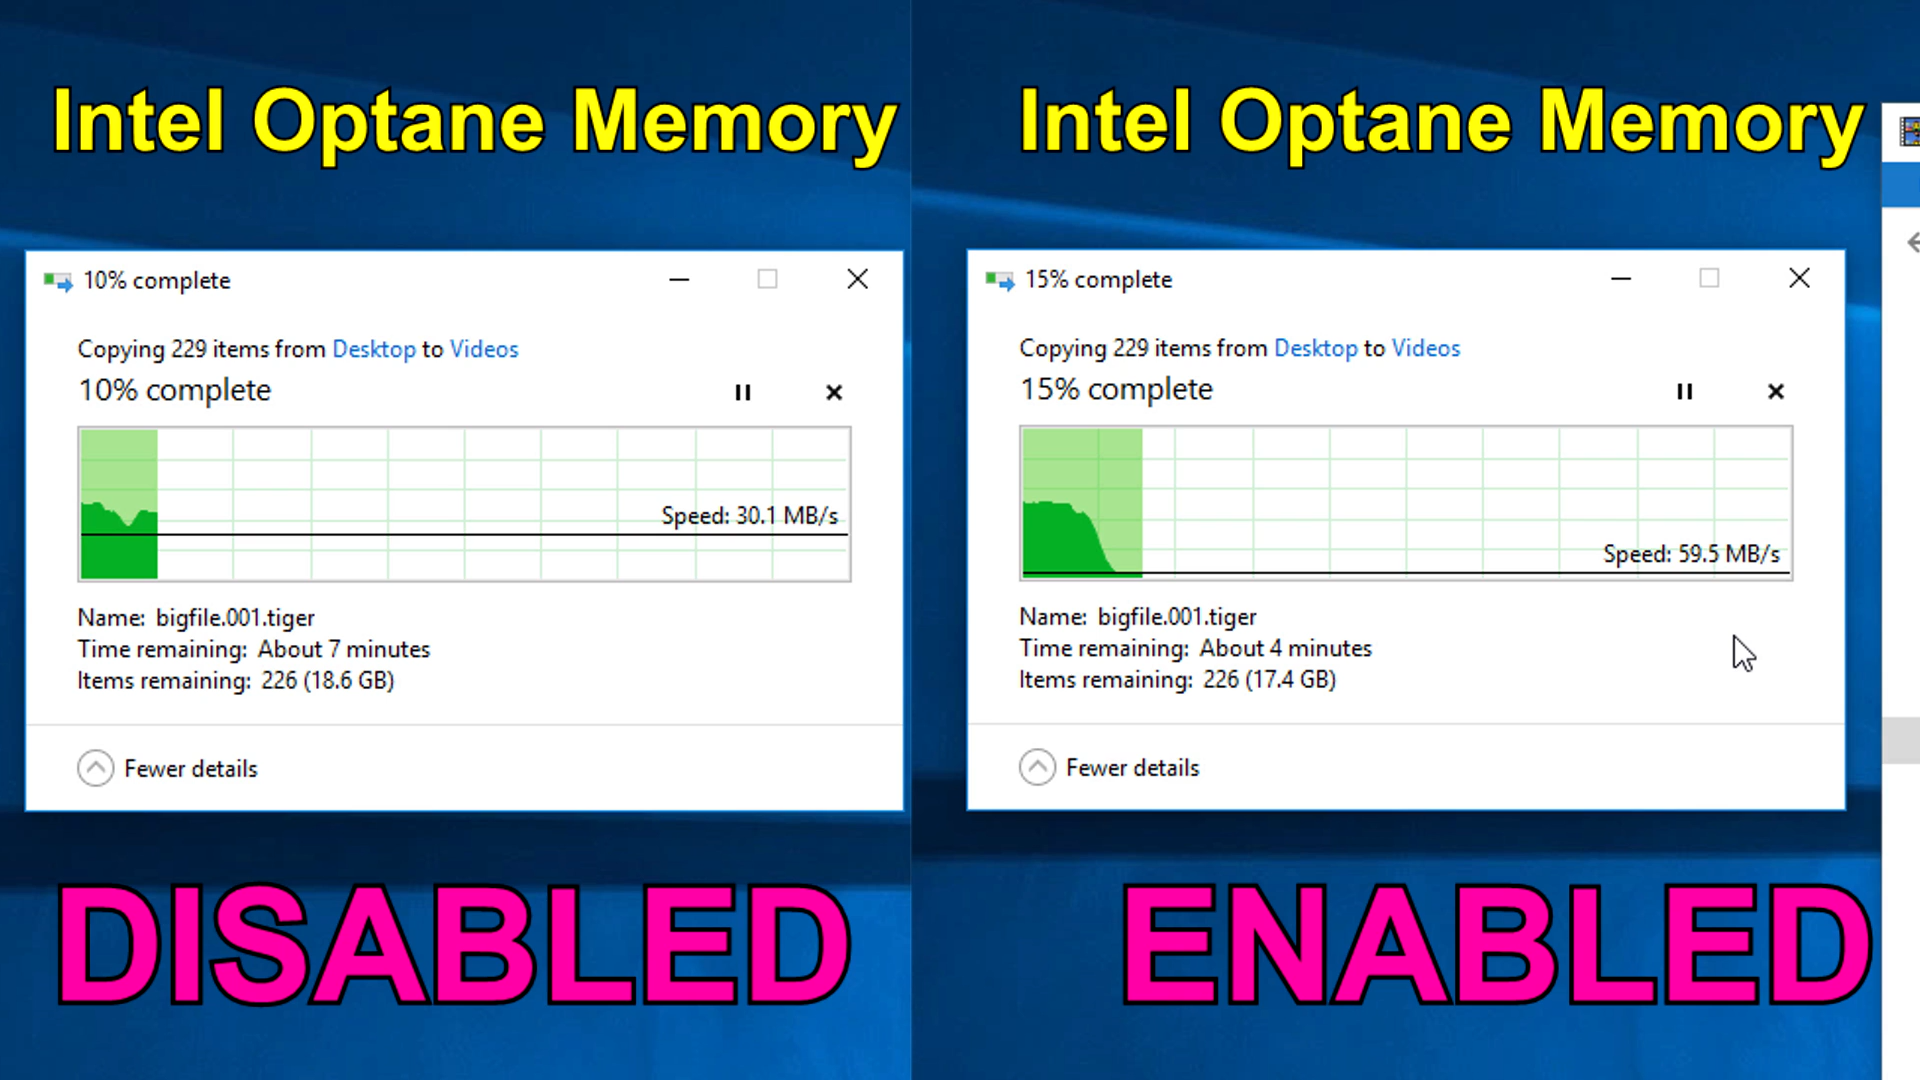 Intel Optane Memory
10% complete
Copying 229 items from Desktop to Videos
10% complete
Speed: 30.1 MB/s
Name: bigfile.001.tiger
Time remaining: About 7 minutes
Items remaining: 226 (18.6 GB)
Fewer details
DISABLED
Intel Optane Memory
15% complete
Copying 229 items from Desktop to Videos
15% complete
Speed: 59.5 MB/s
Name: bigfile.001.tiger
Time remaining: About 4 minutes
Items remaining: 226 (17.4 GB)
Fewer details
ENABLED